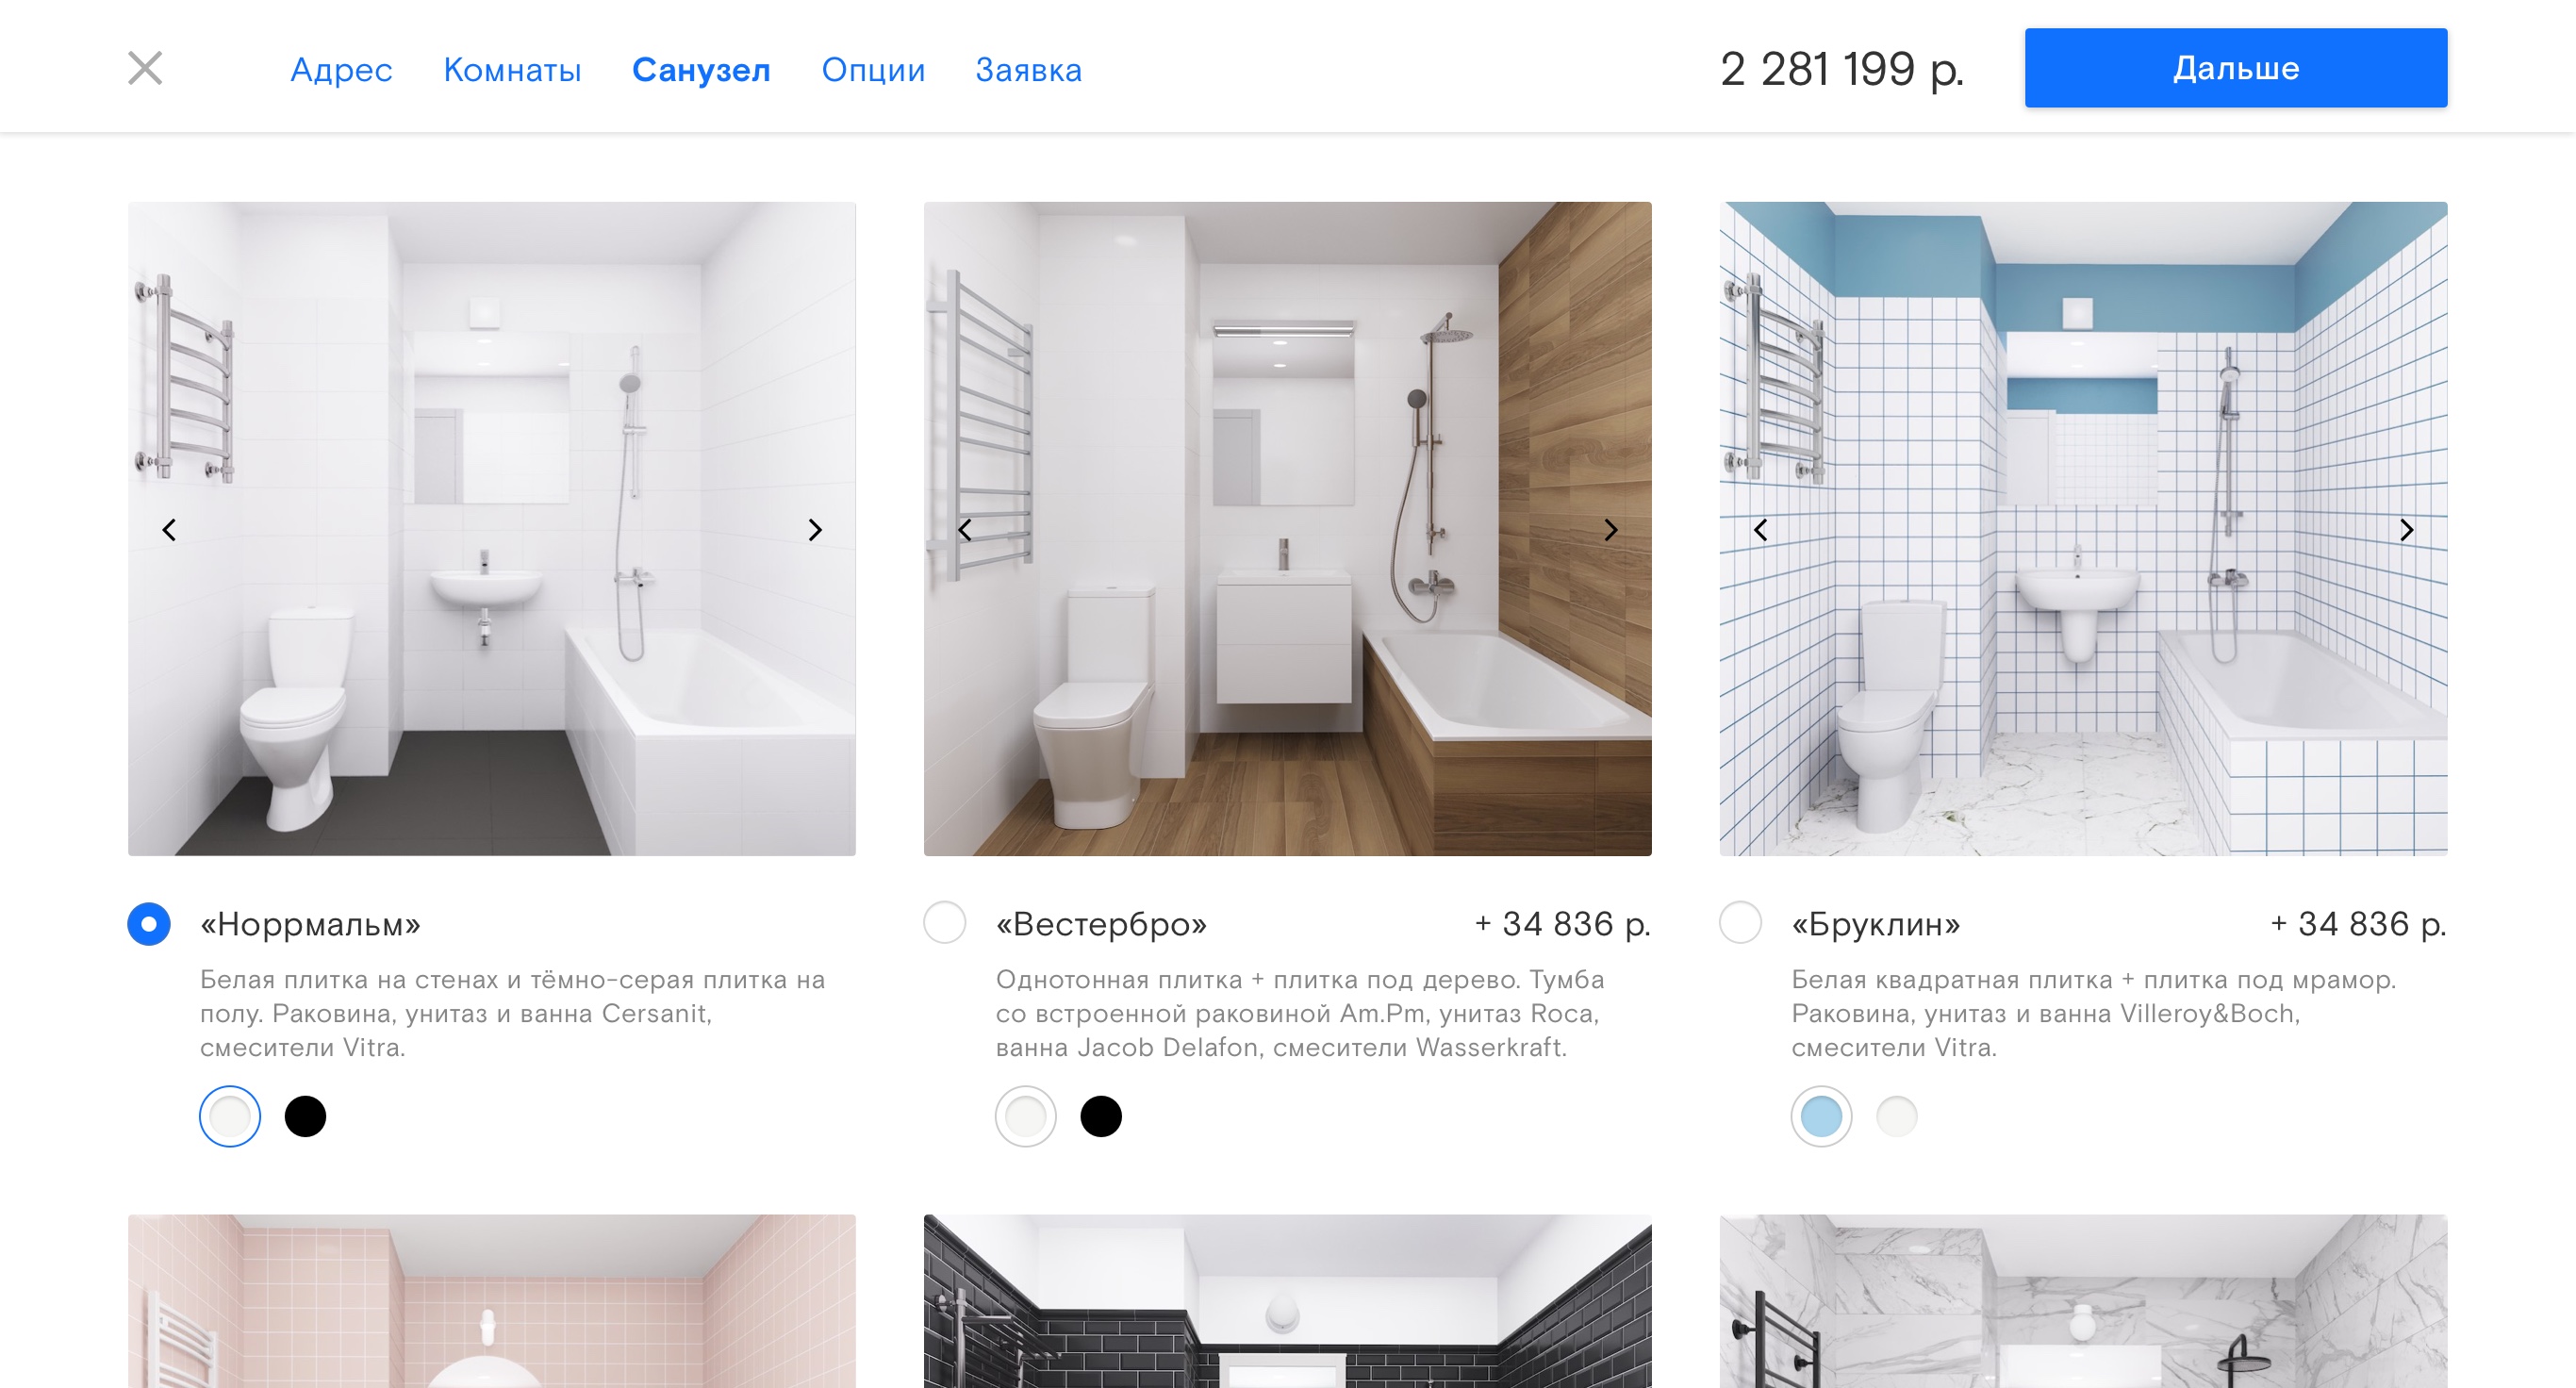 Адрес Комнаты Санузел Опции Заявка 2 281 199 р. Дальше
«Норрмальм»
Белая плитка на стенах и тёмно-серая плитка на
полу. Раковина, унитаз и ванна Cersanit,
смесители Vitra.
«Вестербро» + 34 836 р.
Однотонная плитка + плитка под дерево. Тумба
со встроенной раковиной Am.Pm, унитаз Roca,
ванна Jacob Delafon, смесители Wasserkraft.
«Бруклин» + 34 836 р.
Белая квадратная плитка + плитка под мрамор.
Раковина, унитаз и ванна Villeroy&Boch,
смесители Vitra.